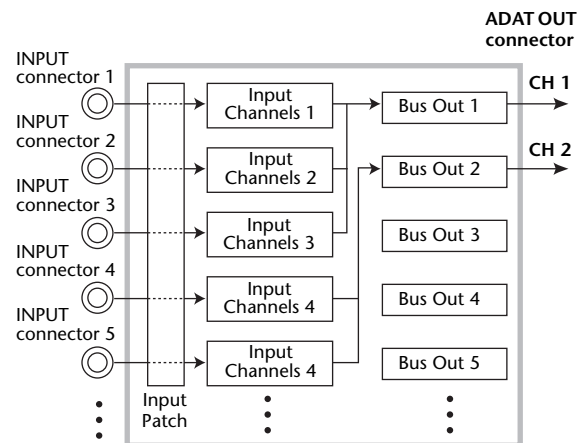 ADAT OUT
connector
INPUT
connector 1
Input
Channels 1
Bus Out 1
CH 1
INPUT
connector 2
Input
Channels 2
Bus Out 2
CH 2
INPUT
connector 3
Input
Channels 3
Bus Out 3
INPUT
connector 4
Input
Channels 4
Bus Out 4
INPUT
connector 5
Input
Channels 4
Bus Out 5
Input
Patch